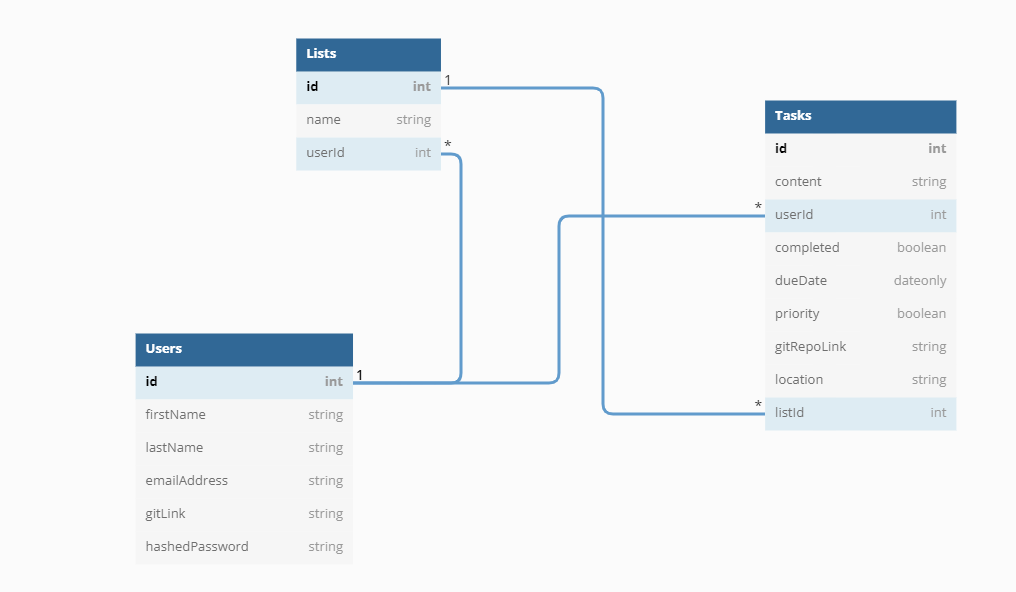 Lists
id int 1
name string
userId int *
Tasks
id int
content string
* userId int
completed boolean
dueDate dateonly
priority boolean
gitRepoLink string
location string
* listId int
Users
id int 1
firstName string
lastName string
emailAddress string
gitLink string
hashedPassword string